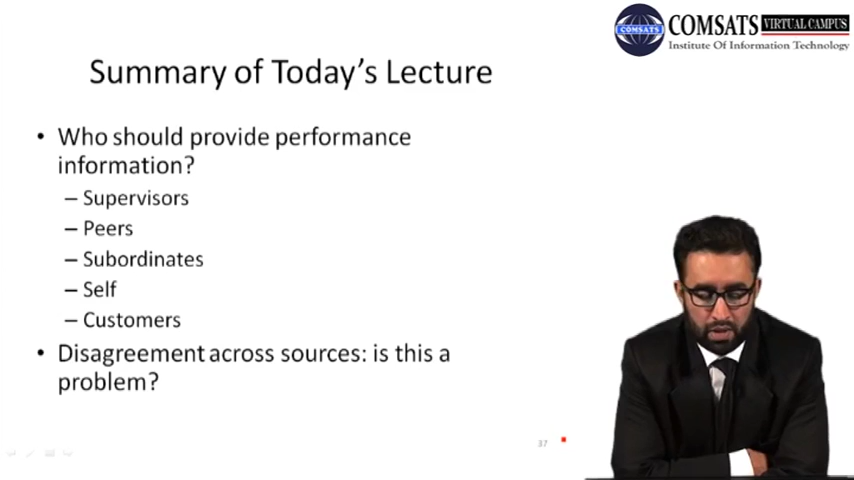 COMSATS VIRTUAL CAMPUS
COMSATS
Institute Of Information Technology
Summary of Today's Lecture
• Who should provide performance
information?
– Supervisors
– Peers
– Subordinates
– Self
– Customers
• Disagreement across sources: is this a
problem?
37